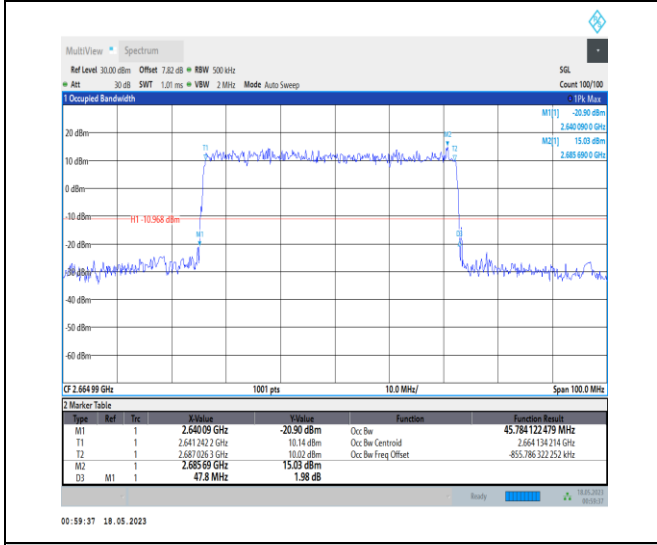 MultiView Spectrum
Ref Level 30.00 dBm Offset 7.82 dB RBW 500 kHz SGL
Att 30 dB SWT 1.01 ms VBW 2 MHz Mode Auto Sweep Count 100/100
1 Occupied Bandwidth 1Pk Max
M1[1] -20.90 dBm
2.640 090 0 GHz
M2[1] 15.03 dBm
2.685 690 0 GHz
20 dBm
M2
T1
T2
10 dBm
0 dBm
-10 dBm
H1 -10.968 dBm
M1
D3
-20 dBm
-30 dBm
-40 dBm
-50 dBm
-60 dBm
CF 2.664 99 GHz 1001 pts 10.0 MHz/ Span 100.0 MHz
2 Marker Table
Type Ref Trc X-Value Y-Value Function Function Result
M1 1 2.640 09 GHz -20.90 dBm Occ Bw 45.784 122 479 MHz
T1 1 2.641 242 2 GHz 10.14 dBm Occ Bw Centroid 2.664 134 214 GHz
T2 1 2.687 026 3 GHz 10.02 dBm Occ Bw Freq Offset -855.786 322 252 kHz
M2 1 2.685 69 GHz 15.03 dBm
D3 M1 1 47.8 MHz 1.98 dB
Ready 18.05.2023
00:59:37
00:59:37 18.05.2023